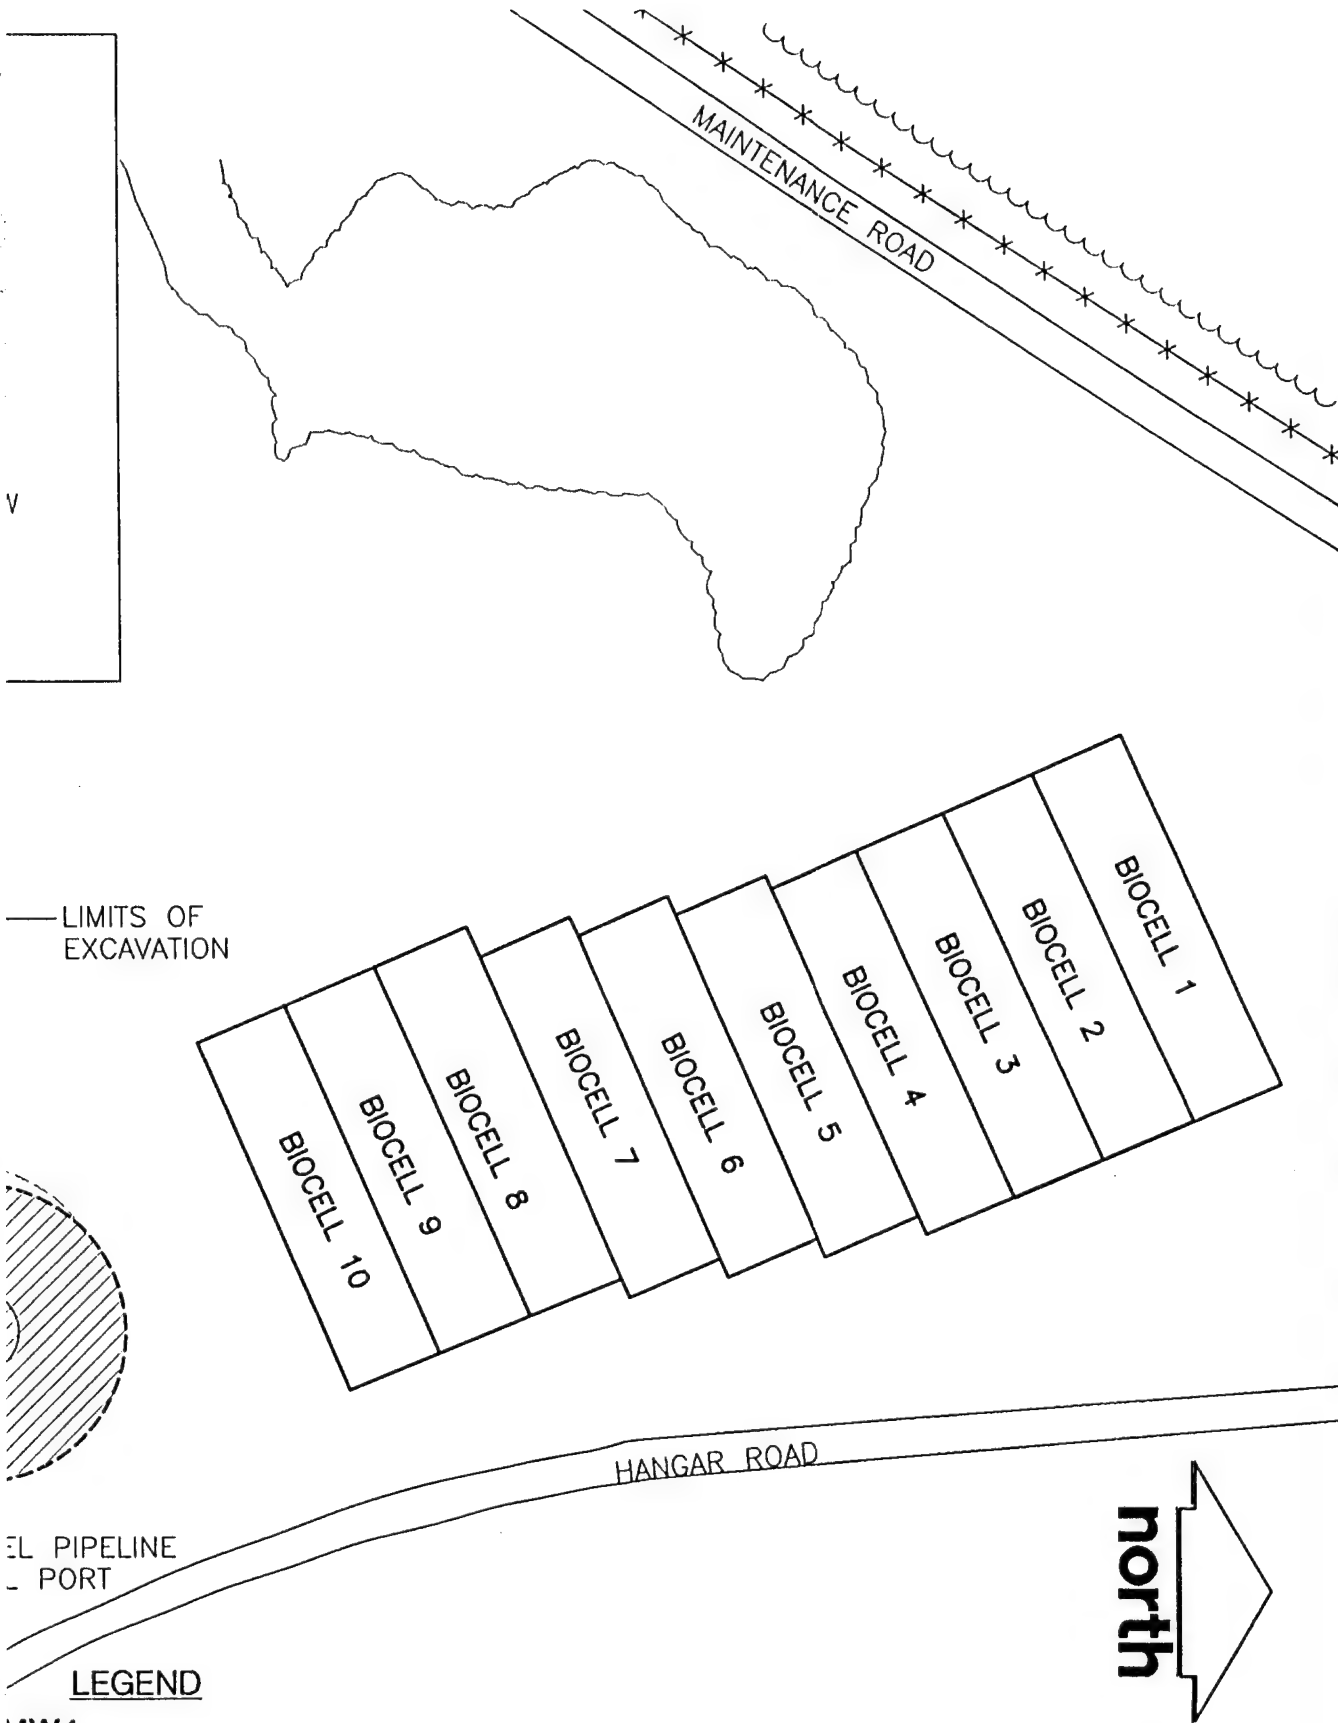 MAINTENANCE ROAD
V
LIMITS OF
EXCAVATION
BIOCELL 1
BIOCELL 2
BIOCELL 3
BIOCELL 4
BIOCELL 5
BIOCELL 6
BIOCELL 7
BIOCELL 8
BIOCELL 9
BIOCELL 10
HANGAR ROAD
EL PIPELINE
L PORT
north
LEGEND